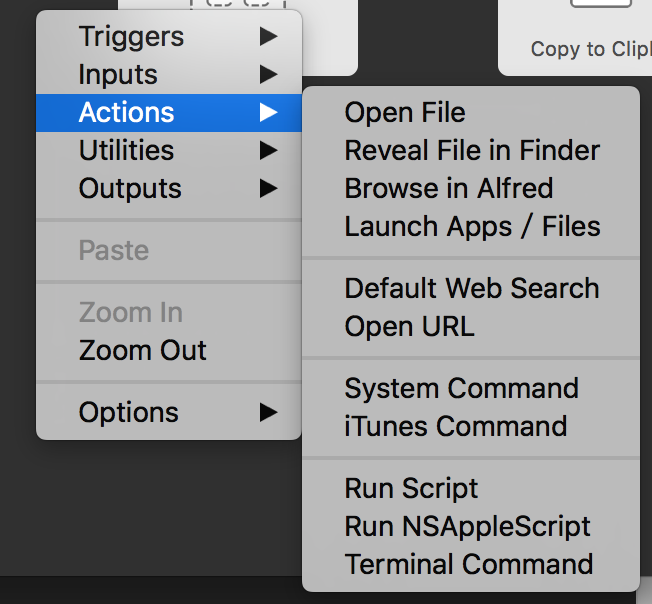 Copy to Clip
Triggers
Inputs
Actions
Utilities
Outputs
Paste
Zoom In
Zoom Out
Options
Open File
Reveal File in Finder
Browse in Alfred
Launch Apps / Files
Default Web Search
Open URL
System Command
iTunes Command
Run Script
Run NSAppleScript
Terminal Command